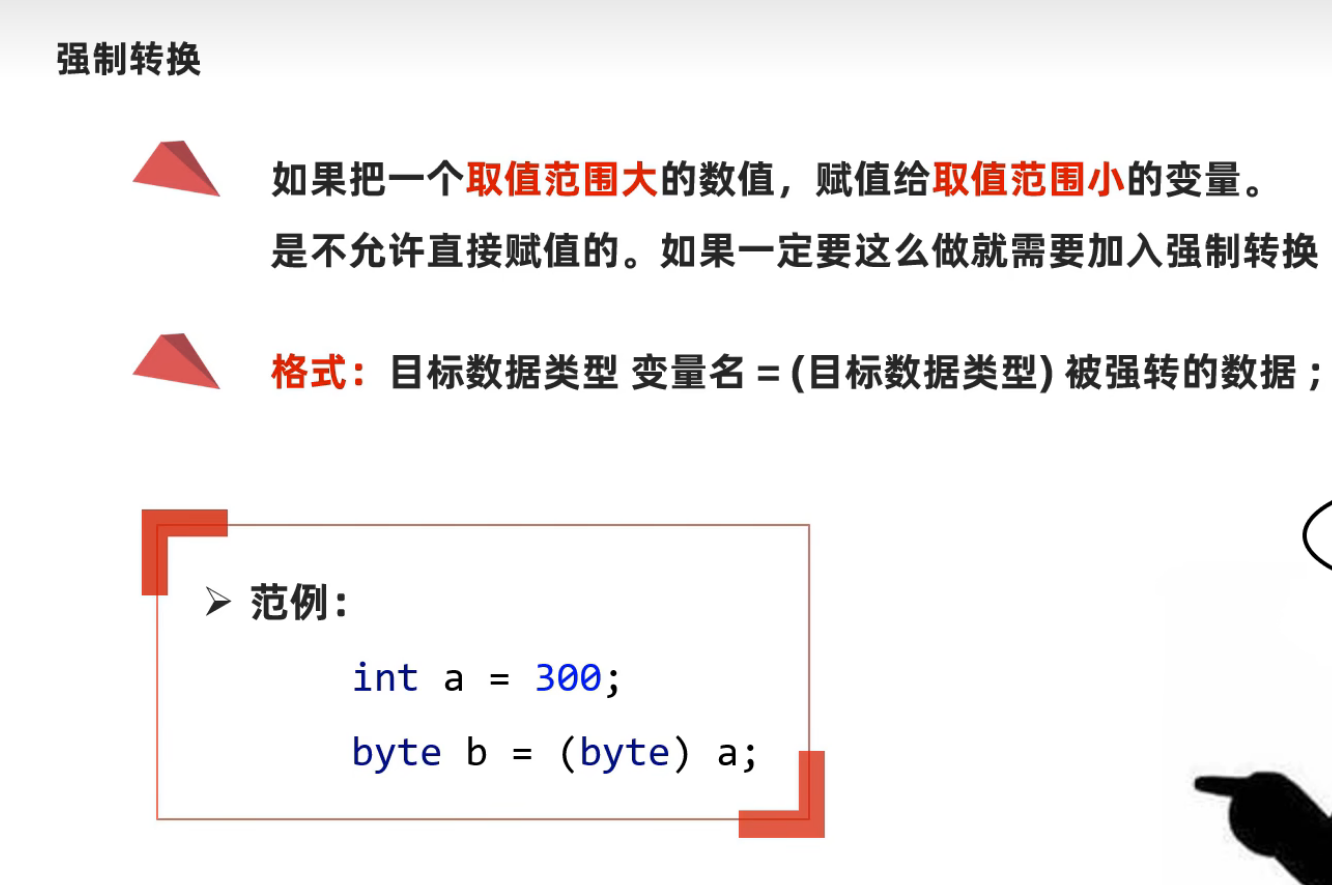 强制转换
如果把一个取值范围大的数值，赋值给取值范围小的变量。
是不允许直接赋值的。如果一定要这么做就需要加入强制转换
格式：目标数据类型 变量名 = (目标数据类型) 被强转的数据；
➢ 范例：
int a = 300;
byte b = (byte) a;